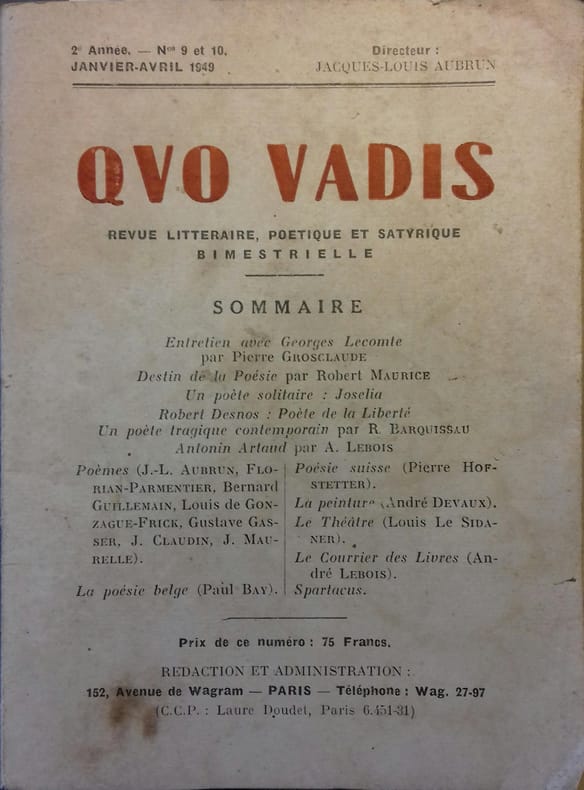 2e Année. — Nos 9 et 10.
JANVIER-AVRIL 1949
Directeur :
JACQUES-LOUIS AUBRUN
QVO VADIS
REVUE LITTERAIRE, POETIQUE ET SATYRIQUE
BIMESTRIELLE
SOMMAIRE
Entretien avec Georges Lecomte
par Pierre GROSCLAUDE
Destin de la Poésie par Robert MAURICE
Un poète solitaire : Joselia
Robert Desnos : Poète de la Liberté
Un poète tragique contemporain par R. BARQUISSAU
Antonin Artaud par A. LEBOIS
Poèmes (J.-L. AUBRUN, FLO-
RIAN-PARMENTIER, Bernard
GUILLEMAIN, Louis de GON-
ZAGUE-FRICK, Gustave GAS-
SER, J. CLAUDIN, J. MAU-
RELLE).
La poésie belge (Paul BAY).
Poésie suisse (Pierre HOF-
STETTER).
La peinture (André DEVAUX).
Le Théâtre (Louis Le SIDA-
NER).
Le Courrier des Livres (An-
dré LEBOIS).
Spartacus.
Prix de ce numéro : 75 Francs.
REDACTION ET ADMINISTRATION :
152, Avenue de Wagram — PARIS — Téléphone : Wag. 27-97
(C.C.P. : Laure Doudet, Paris 6.451-31)